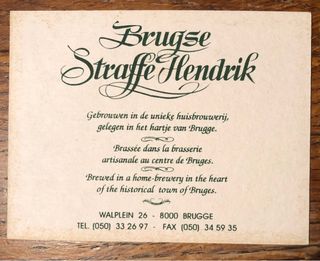 Brugse
Straffe Hendrik
Gebrouwen in de unieke huisbrouwerij,
gelegen in het hartje van Brugge.
Brassée dans la brasserie
artisanale au centre de Bruges.
Brewed in a home-brewery in the heart
of the historical town of Bruges.
WALPLEIN 26 - 8000 BRUGGE
TEL. (050) 33 26 97 - FAX (050) 34 59 35